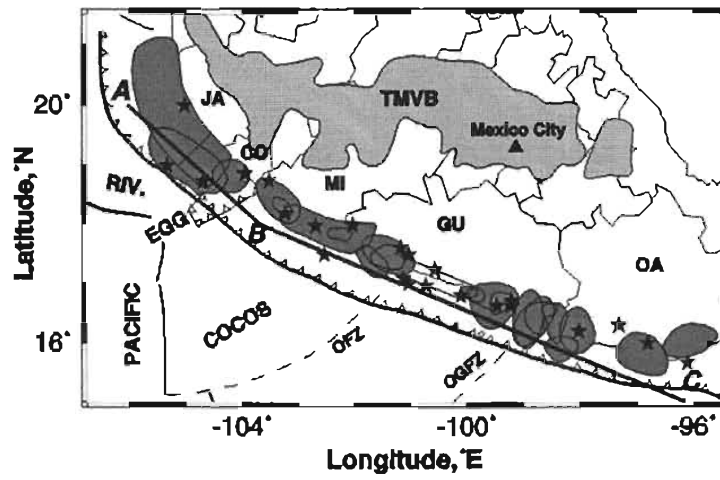 A
20°
JA
TMVB
Mexico City
CO
RIV.
MI
EGG
B
GU
OA
PACIFIC
COCOS
OFZ
OGFZ
16°
C
-104°
-100°
-96°
Latitude, °N
Longitude, °E